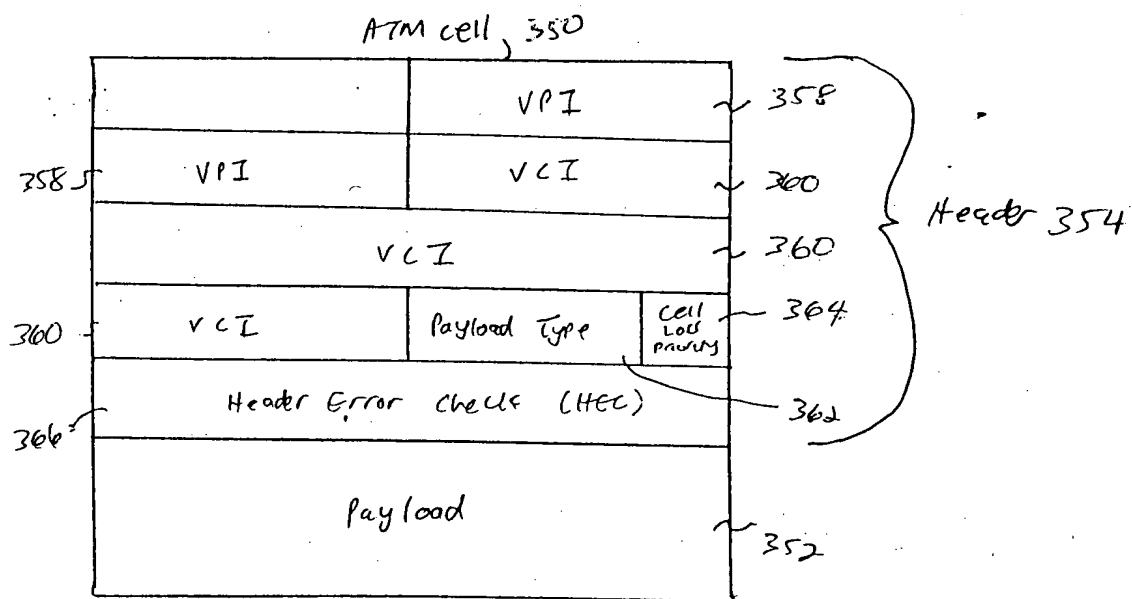 ATM cell 350
VPI 358
358 VPI VCI 360
Header 354
VCI 360
360 VCI Payload Type Cell Loss Priority 364
366 Header Error Check (HEC) 362
Payload 352